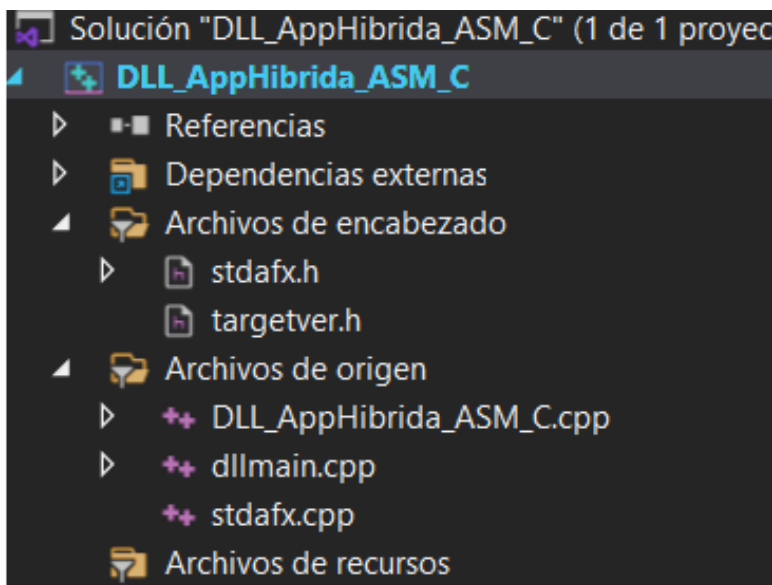 Solución "DLL_AppHibrida_ASM_C" (1 de 1 proyec
DLL_AppHibrida_ASM_C
Referencias
Dependencias externas
Archivos de encabezado
stdafx.h
targetver.h
Archivos de origen
DLL_AppHibrida_ASM_C.cpp
dllmain.cpp
stdafx.cpp
Archivos de recursos